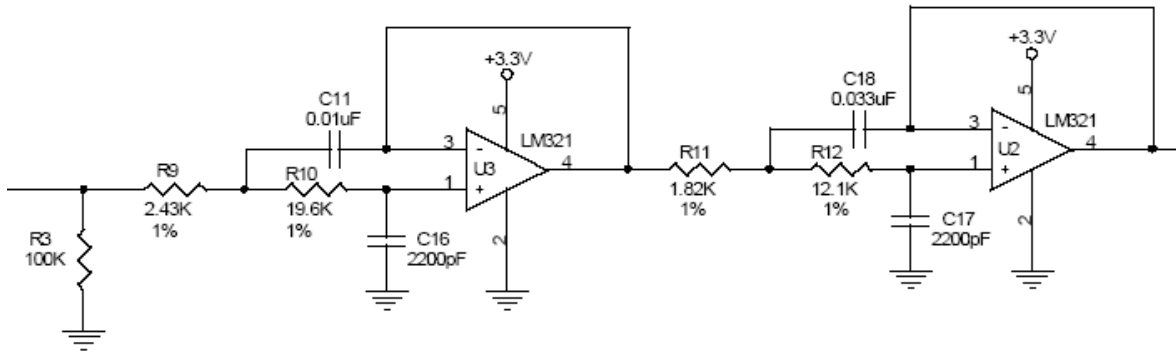 +3.3V
+3.3V
C11
0.01uF
C18
0.033uF
5
5
LM321
LM321
3
3
R9
R10
U3
4
R11
R12
U2
4
1
1
2.43K
1%
19.6K
1%
1.82K
1%
12.1K
1%
R3
100K
C16
2200pF
2
C17
2200pF
2
-
+
-
+